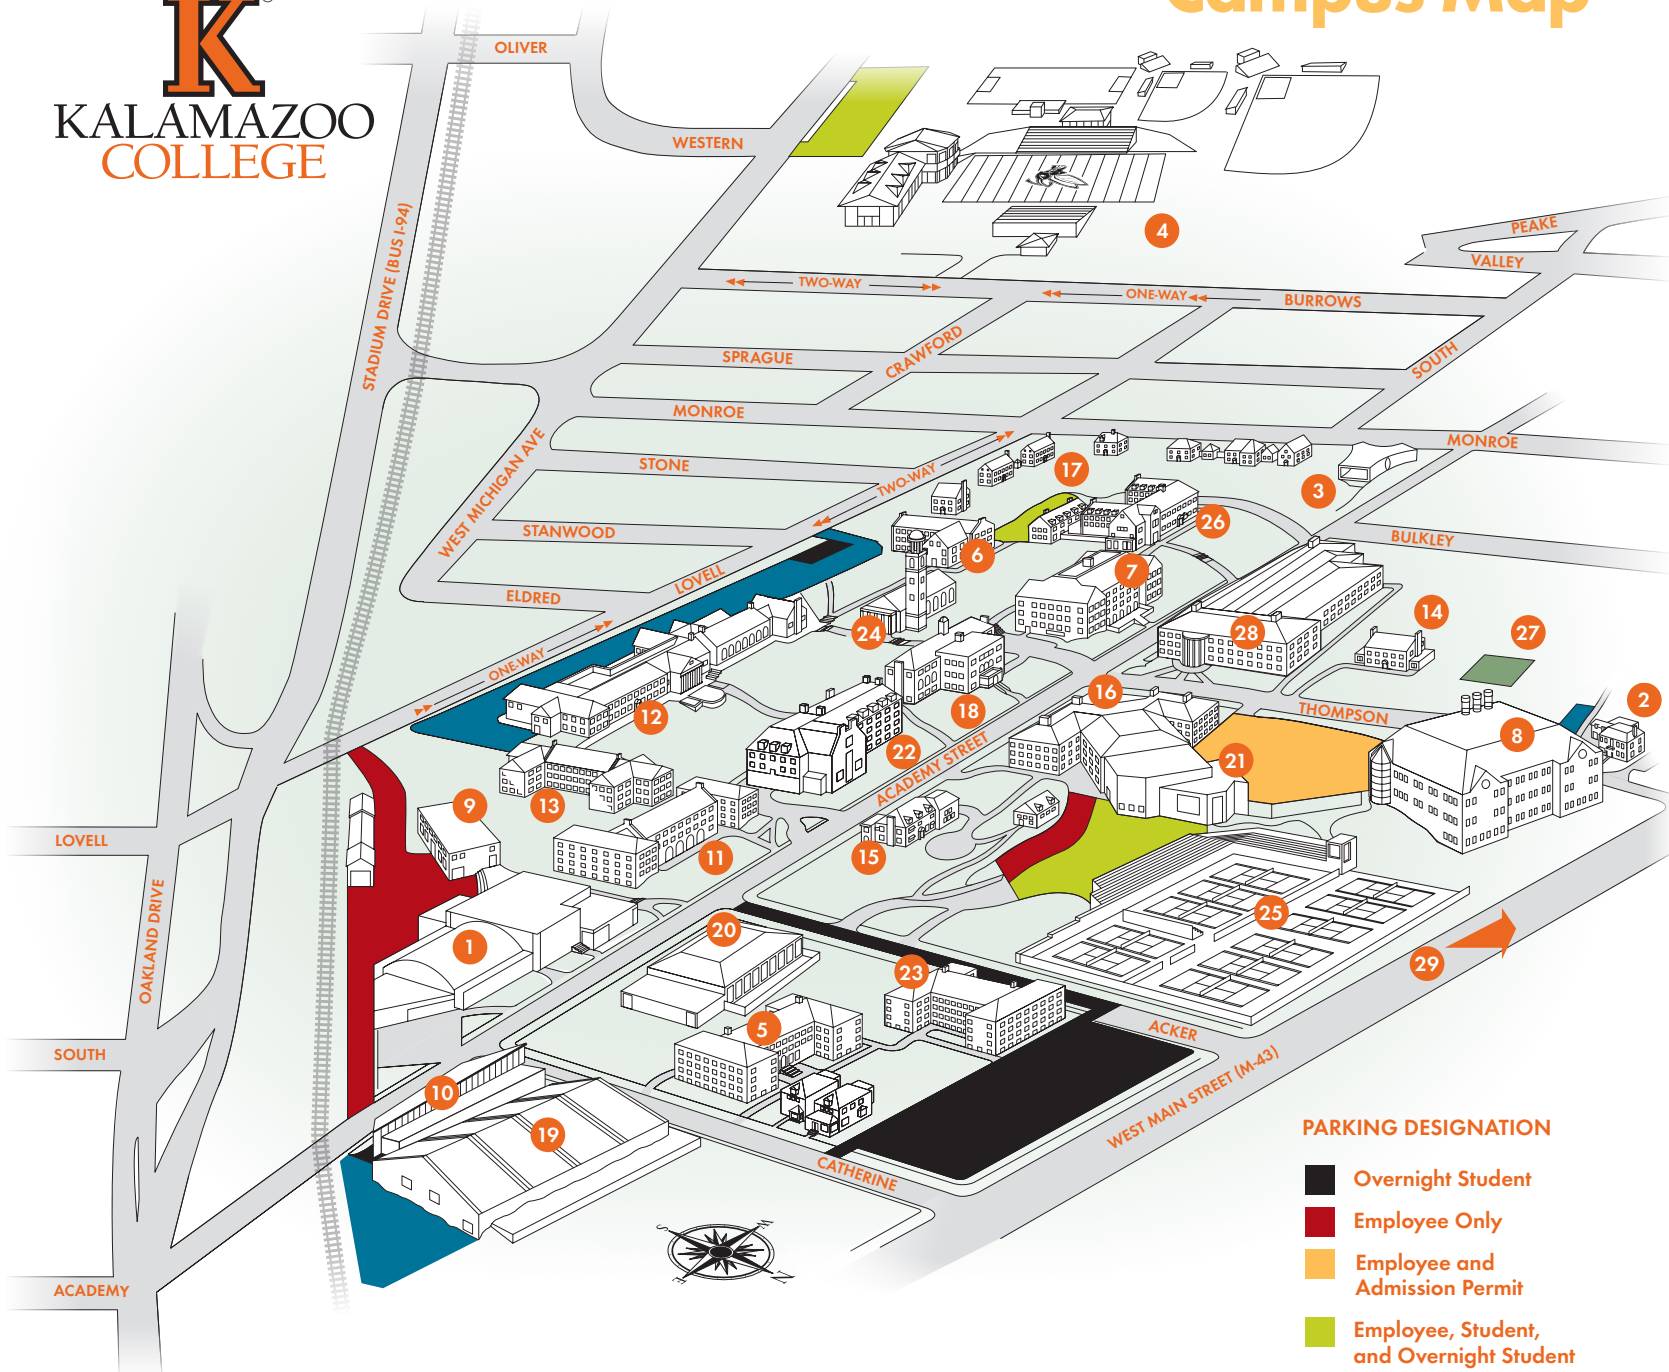 Campus Map
K
KALAMAZOO
COLLEGE
OLIVER
WESTERN
STADIUM DRIVE (BUS I-94)
4
PEAKE
VALLEY
TWO-WAY
ONE-WAY
BURROWS
SPRAGUE
CRAWFORD
SOUTH
MONROE
MONROE
WEST MICHIGAN AVE
STONE
TWO-WAY
17
3
STANWOOD
26
BULKLEY
6
7
LOVELL
ELDRED
24
28
14
27
ONE-WAY
12
18
16
THOMPSON
2
8
22
ACADEMY STREET
21
13
9
15
11
LOVELL
OAKLAND DRIVE
20
25
1
23
29
5
ACKER
SOUTH
10
19
WEST MAIN STREET (M-43)
CATHERINE
S
W
E
N
ACADEMY
PARKING DESIGNATION
Overnight Student
Employee Only
Employee and
Admission Permit
Employee, Student,
and Overnight Student